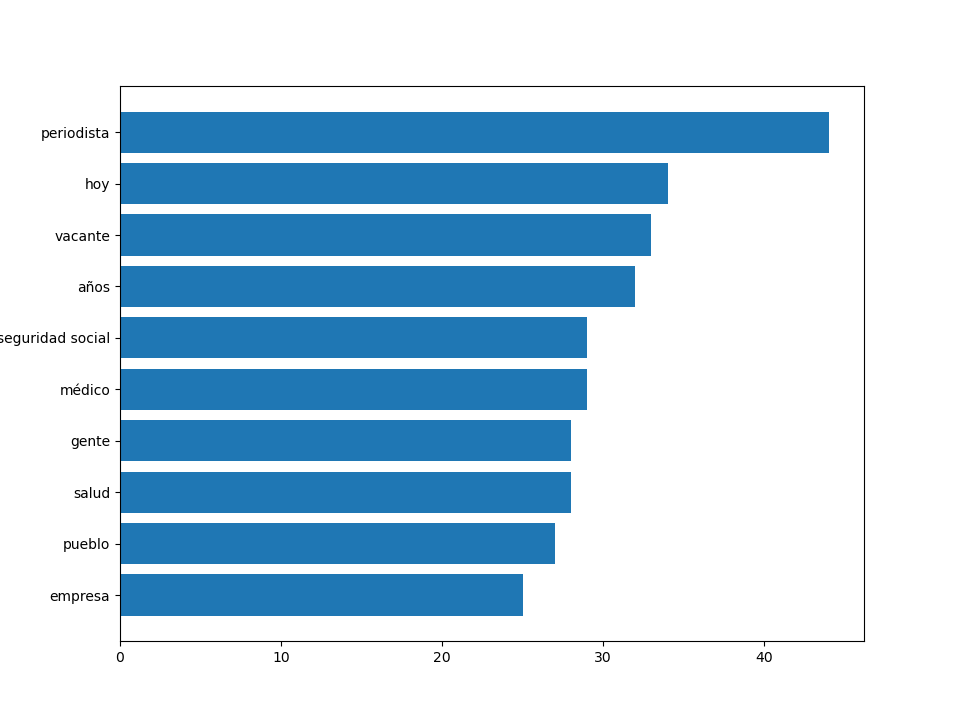 periodista
hoy
vacante
años
seguridad social
médico
gente
salud
pueblo
empresa
0 10 20 30 40